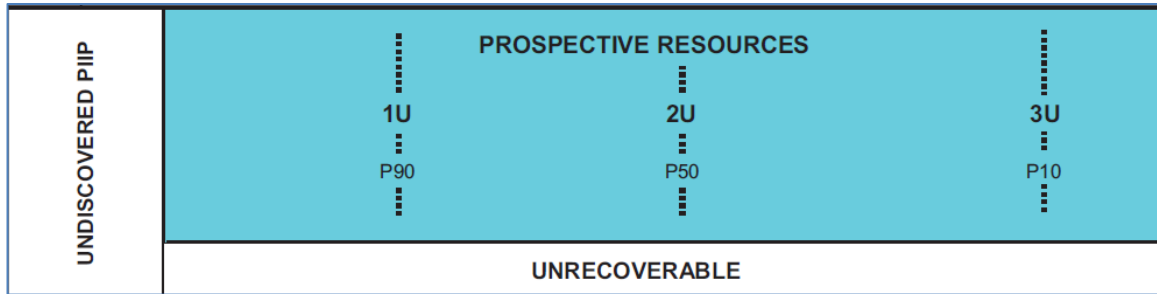 UNDISCOVERED PIIP
PROSPECTIVE RESOURCES
1U
2U
3U
P90
P50
P10
UNRECOVERABLE